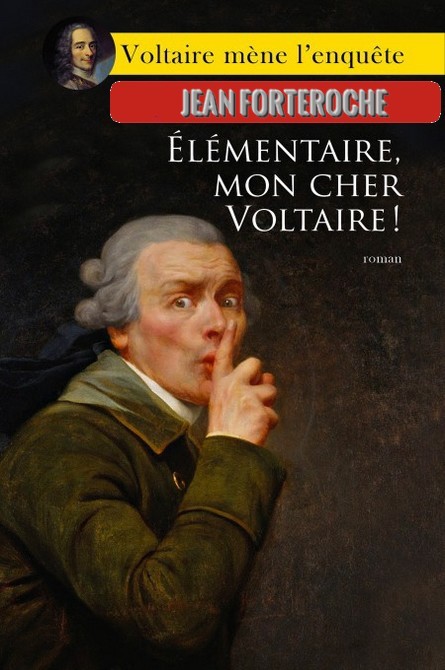 Voltaire mène l'enquête
JEAN FORTEROCHE
ÉLÉMENTAIRE,
MON CHER
VOLTAIRE !
roman